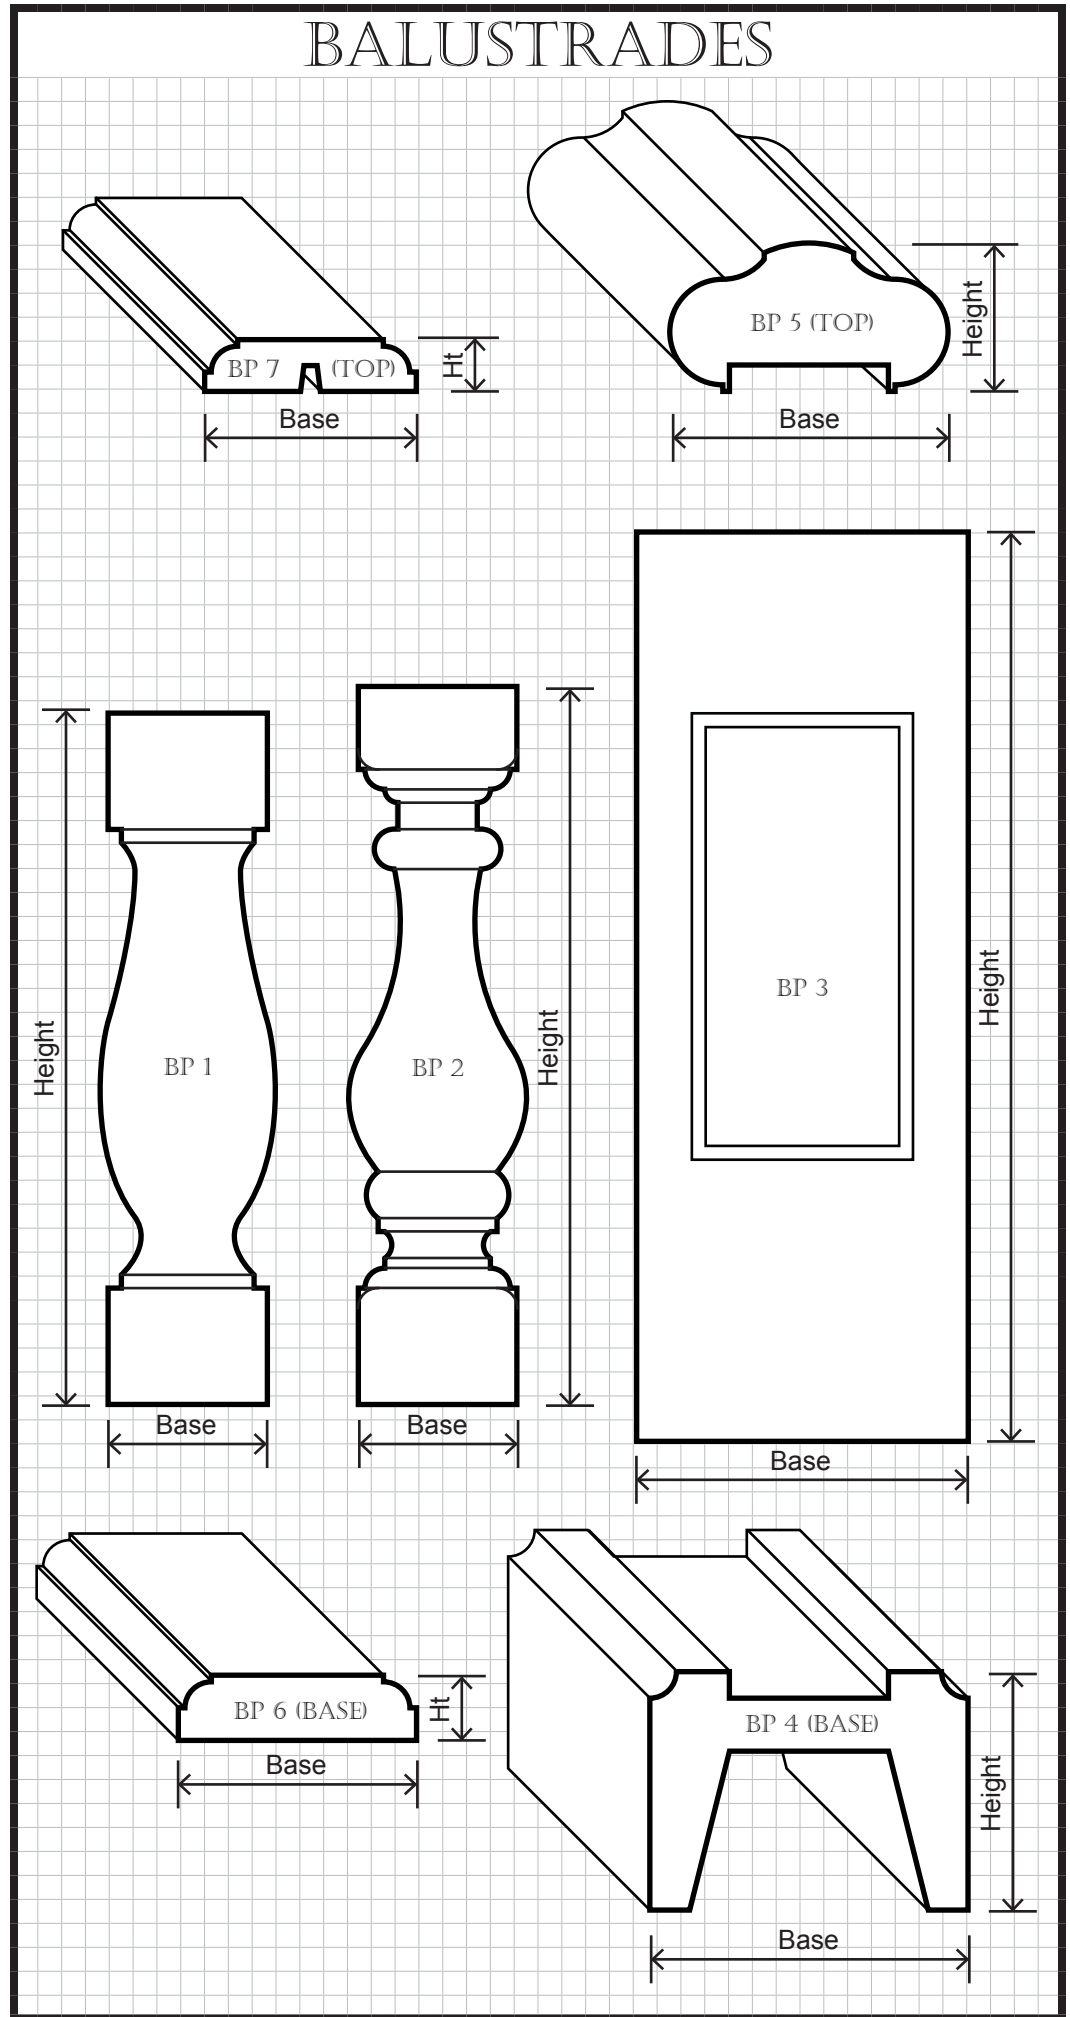 BALUSTRADES
BP 5 (TOP)
Height
BP 7 (TOP)
Ht
Base
Base
BP 3
Height
BP 1
Height
BP 2
Height
Base
Base
Base
BP 6 (BASE)
Ht
Base
BP 4 (BASE)
Height
Base